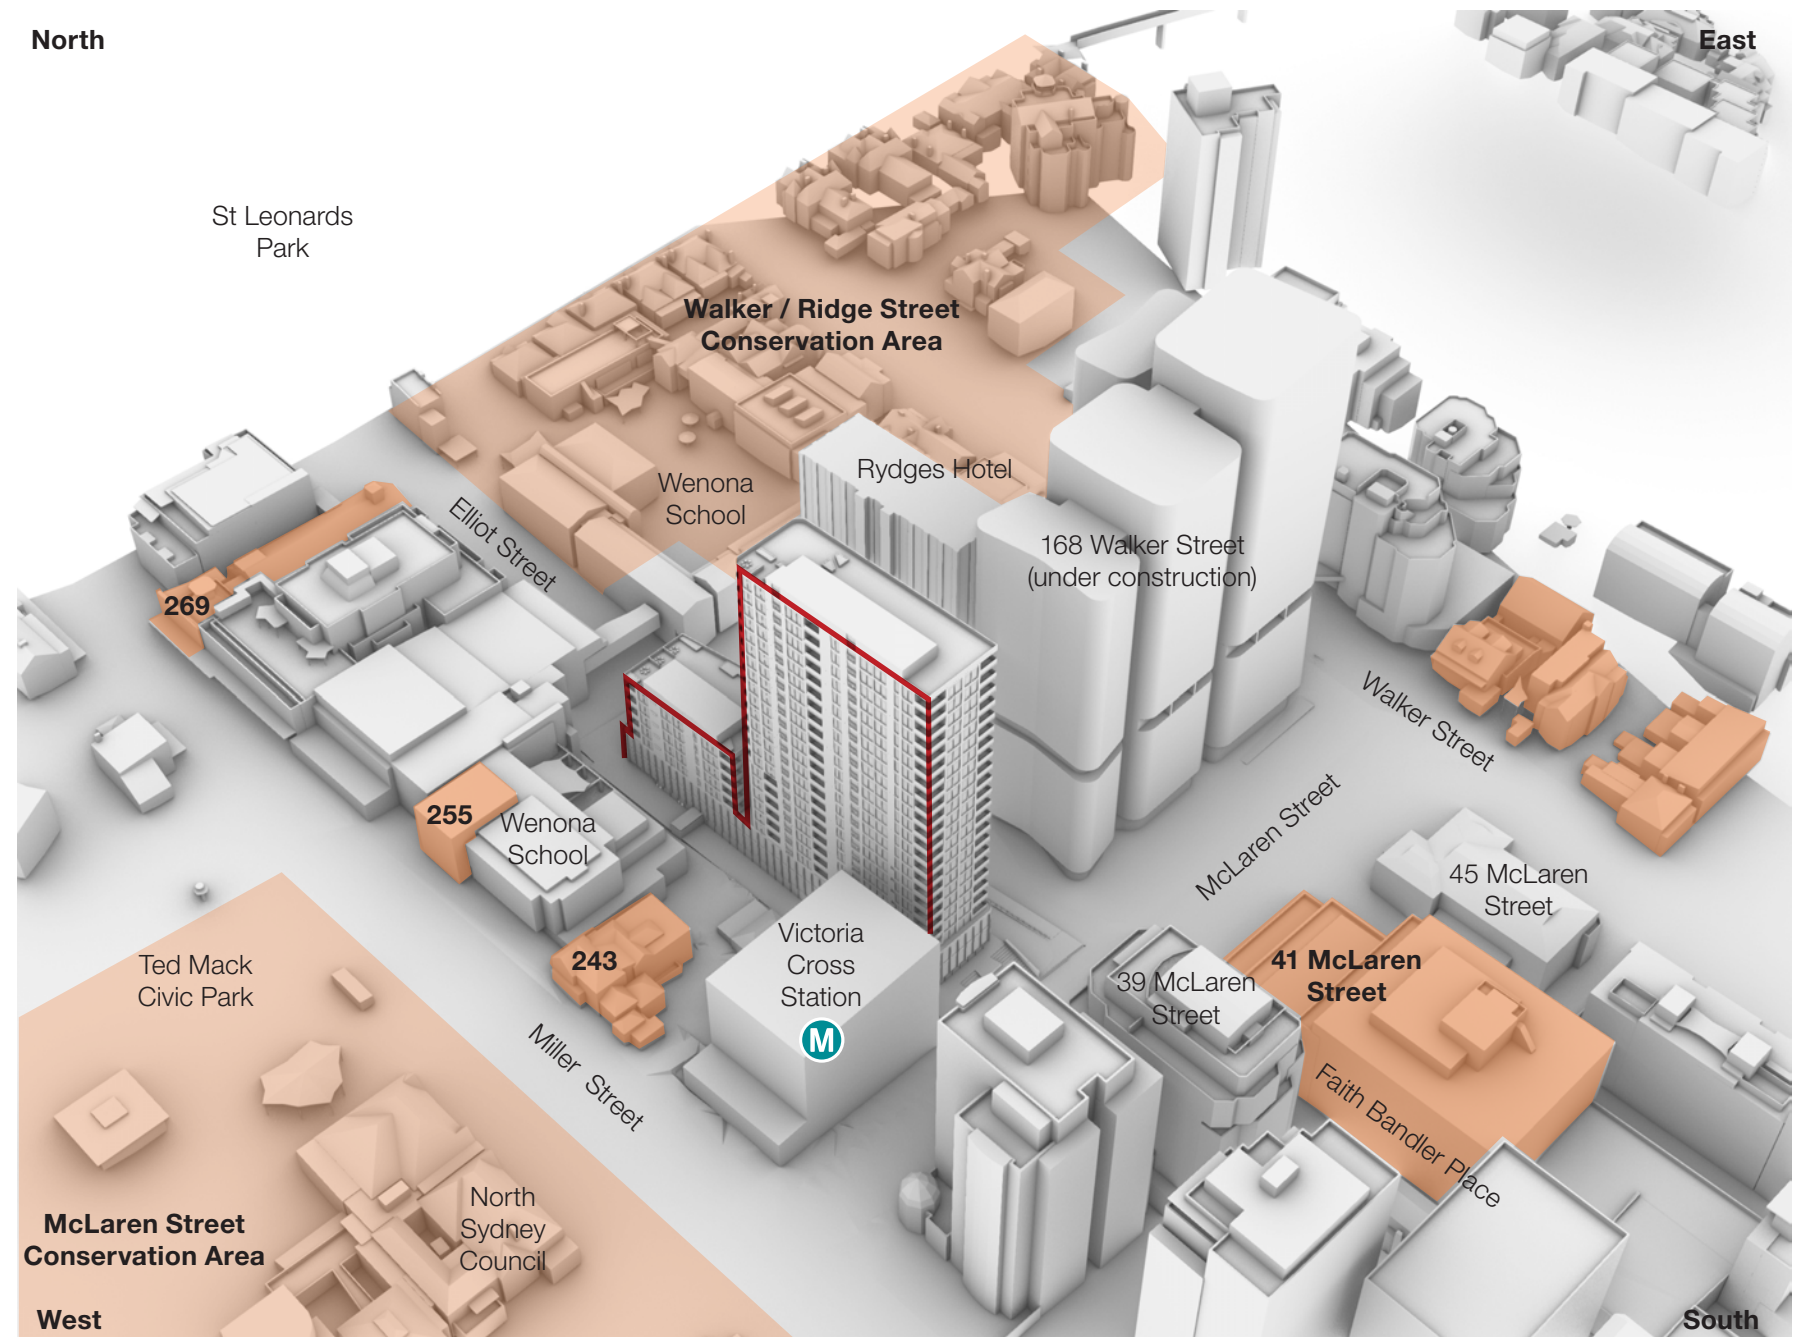 North
East
St Leonards
Park
Walker / Ridge Street
Conservation Area
Rydges Hotel
Wenona
School
Elliot Street
168 Walker Street
(under construction)
269
Walker Street
McLaren Street
255
Wenona
School
45 McLaren
Street
Victoria
Cross
Station
M
243
41 McLaren
Street
39 McLaren
Street
Ted Mack
Civic Park
Miller Street
Faith Bandler Place
North
Sydney
Council
McLaren Street
Conservation Area
West
South